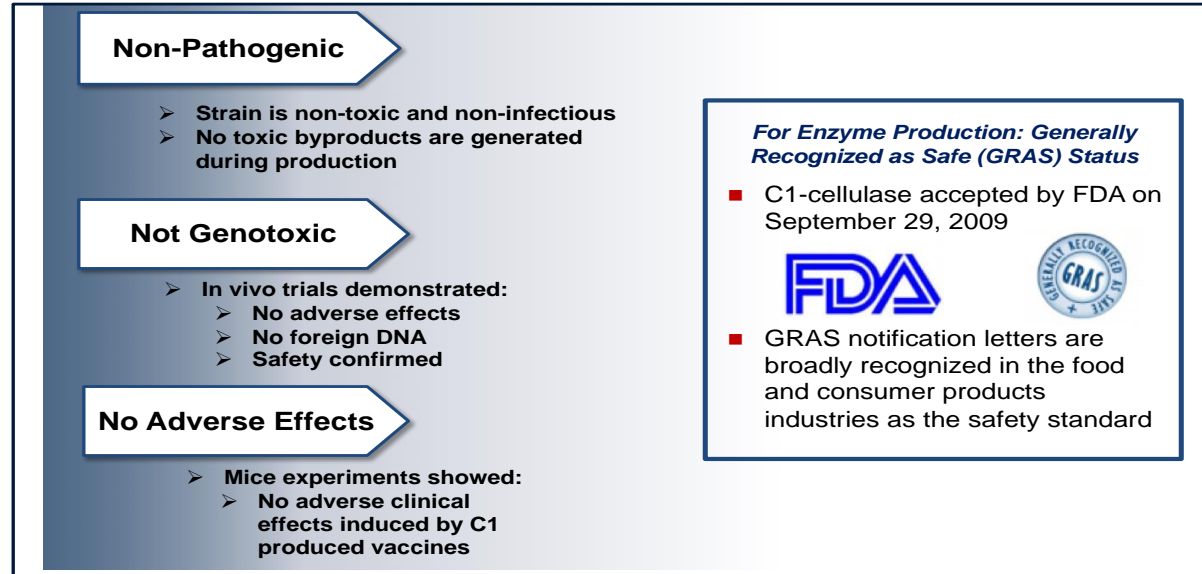 Non-Pathogenic
➢ Strain is non-toxic and non-infectious
➢ No toxic byproducts are generated
during production
Not Genotoxic
➢ In vivo trials demonstrated:
➢ No adverse effects
➢ No foreign DNA
➢ Safety confirmed
No Adverse Effects
➢ Mice experiments showed:
➢ No adverse clinical
effects induced by C1
produced vaccines
For Enzyme Production: Generally
Recognized as Safe (GRAS) Status
■ C1-cellulase accepted by FDA on
September 29, 2009
FDA
GENERALLY RECOGNIZED AS SAFE +
GRAS
■ GRAS notification letters are
broadly recognized in the food
and consumer products
industries as the safety standard